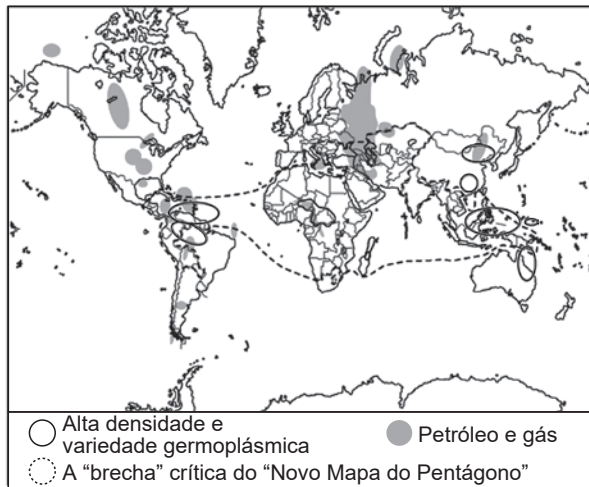 Alta densidade e
variedade germoplásmica
Petróleo e gás
A “brecha” crítica do “Novo Mapa do Pentágono”